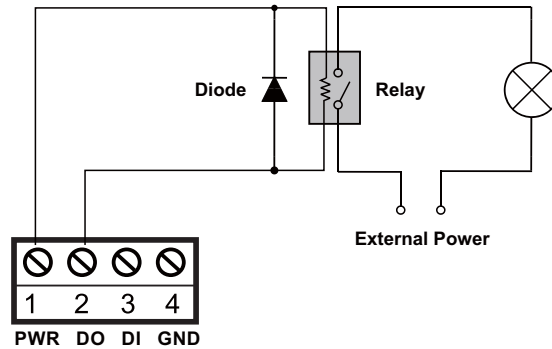 Diode
Relay
External Power
1 2 3 4
PWR DO DI GND